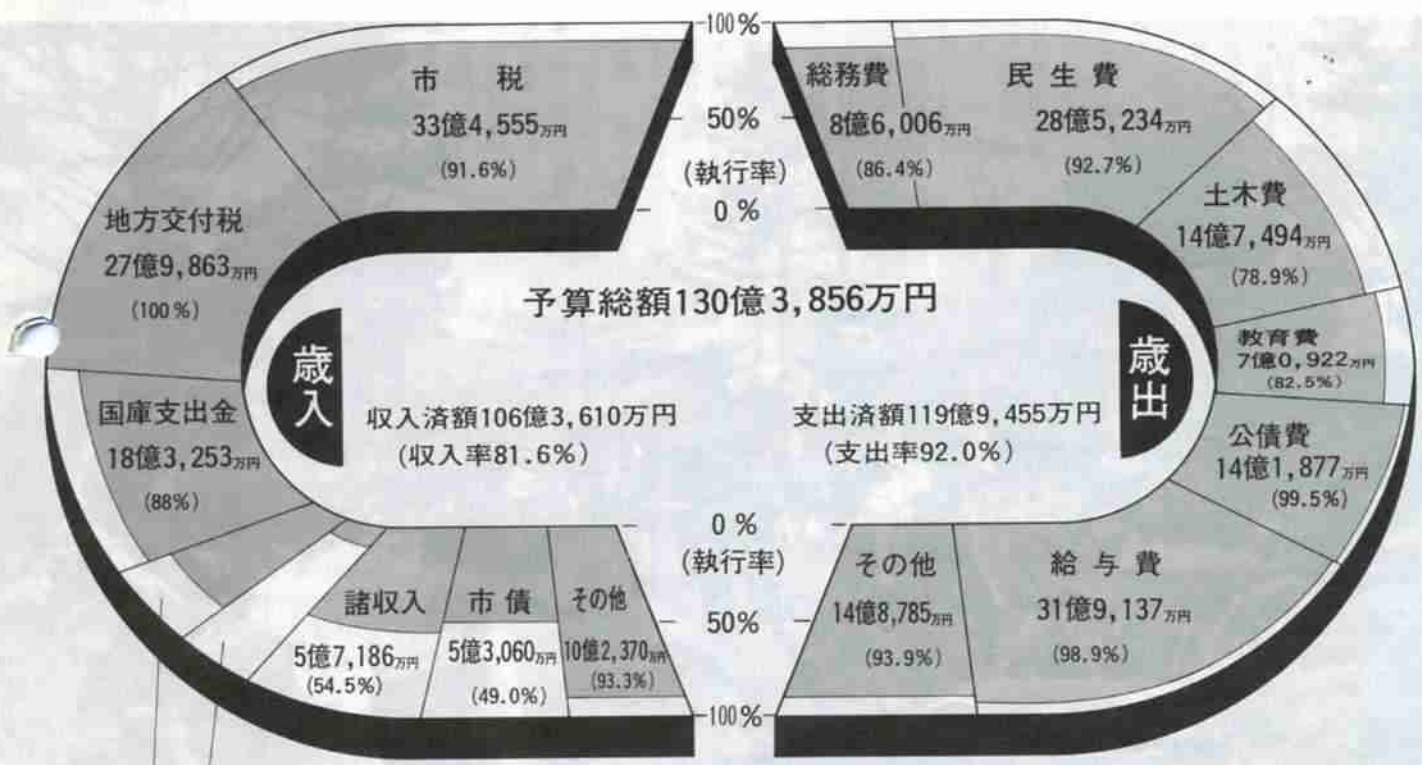 100%
50%
(執行率)
0%
市税
33億4,555万円
(91.6%)
地方交付税
27億9,863万円
(100%)
国庫支出金
18億3,253万円
(88%)
諸収入
5億7,186万円
(54.5%)
市債
5億3,060万円
(49.0%)
その他
10億2,370万円
(93.3%)
総務費
8億6,006万円
(86.4%)
民生費
28億5,234万円
(92.7%)
土木費
14億7,494万円
(78.9%)
教育費
7億0,922万円
(82.5%)
公債費
14億1,877万円
(99.5%)
給与費
31億9,137万円
(98.9%)
その他
14億8,785万円
(93.9%)
予算総額130億3,856万円
歳入
収入済額106億3,610万円
(収入率81.6%)
歳出
支出済額119億9,455万円
(支出率92.0%)
0%
(執行率)
50%
100%